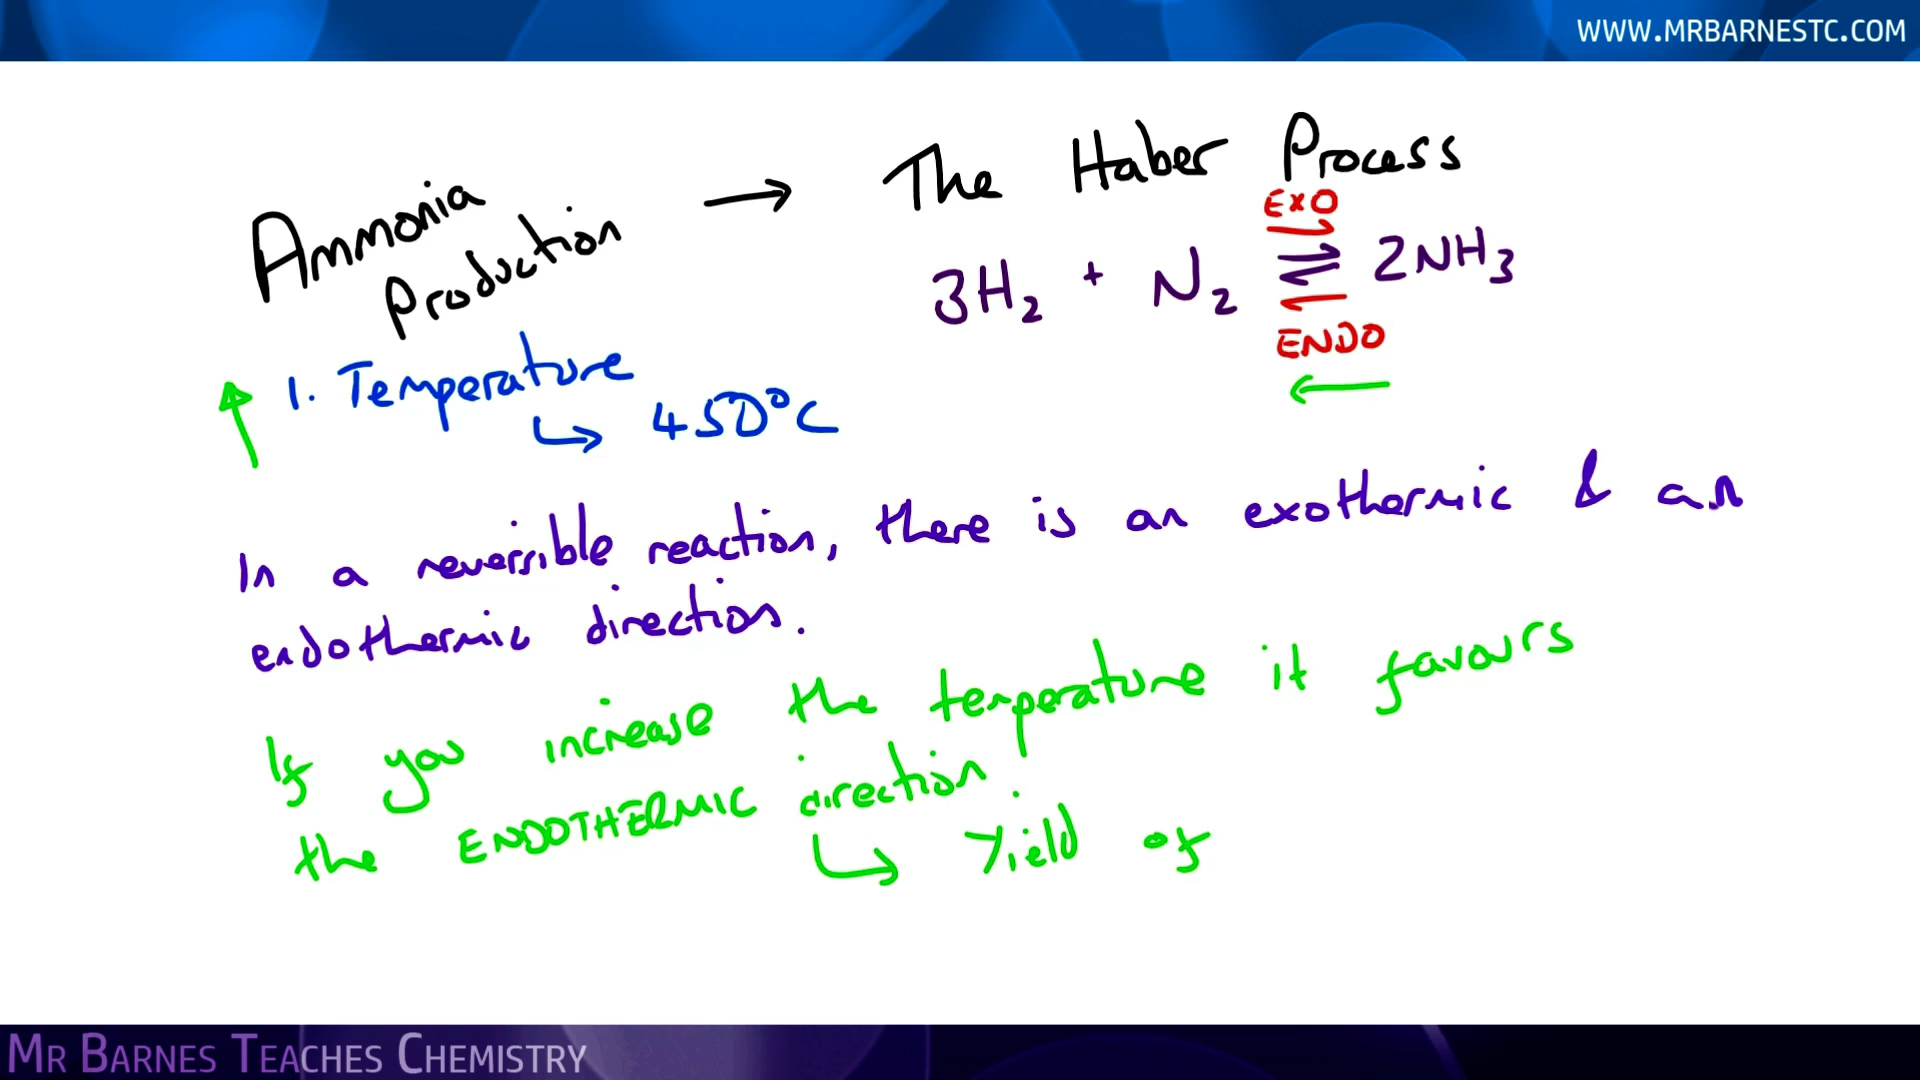 WWW.MRBARNESTC.COM
Ammonia Production → The Haber Process
EXO
3H₂ + N₂ ⇌ 2NH₃
ENDO
←
↑ 1. Temperature
↳ 450°C
In a reversible reaction, there is an exothermic & an
endothermic direction.
If you increase the temperature it favours
the ENDOTHERMIC direction.
↳ Yield of
MR BARNES TEACHES CHEMISTRY